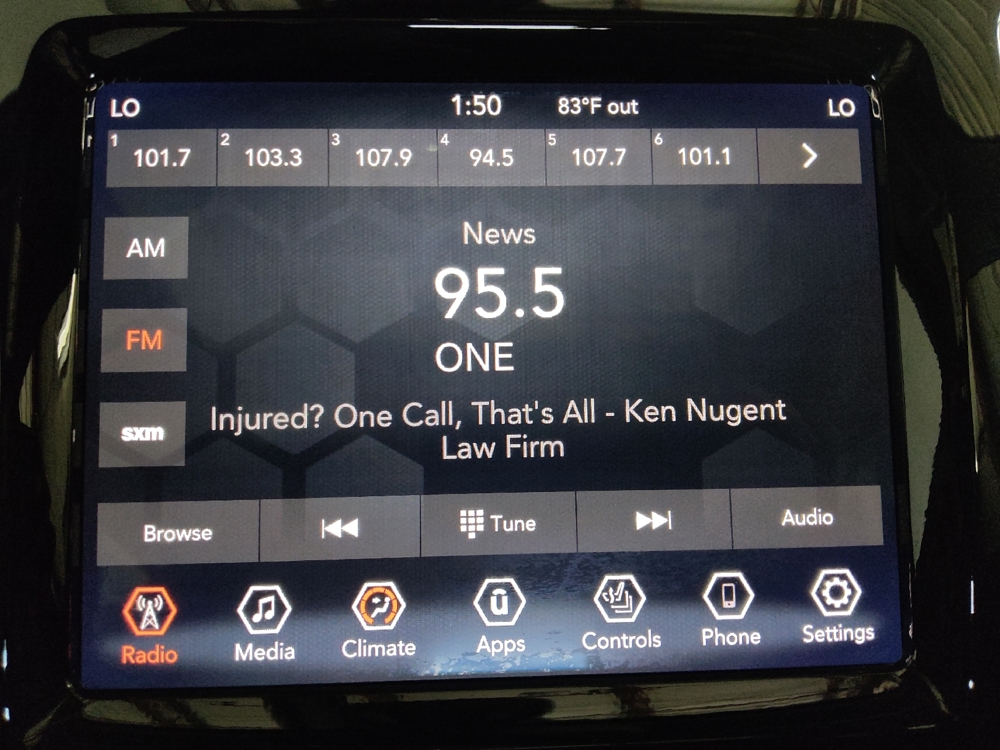 LO 1:50 83°F out LO
1 101.7 2 103.3 3 107.9 4 94.5 5 107.7 6 101.1
AM
News
95.5
FM
ONE
sxm
Injured? One Call, That's All - Ken Nugent
Law Firm
Browse Tune Audio
Radio Media Climate Apps Controls Phone Settings